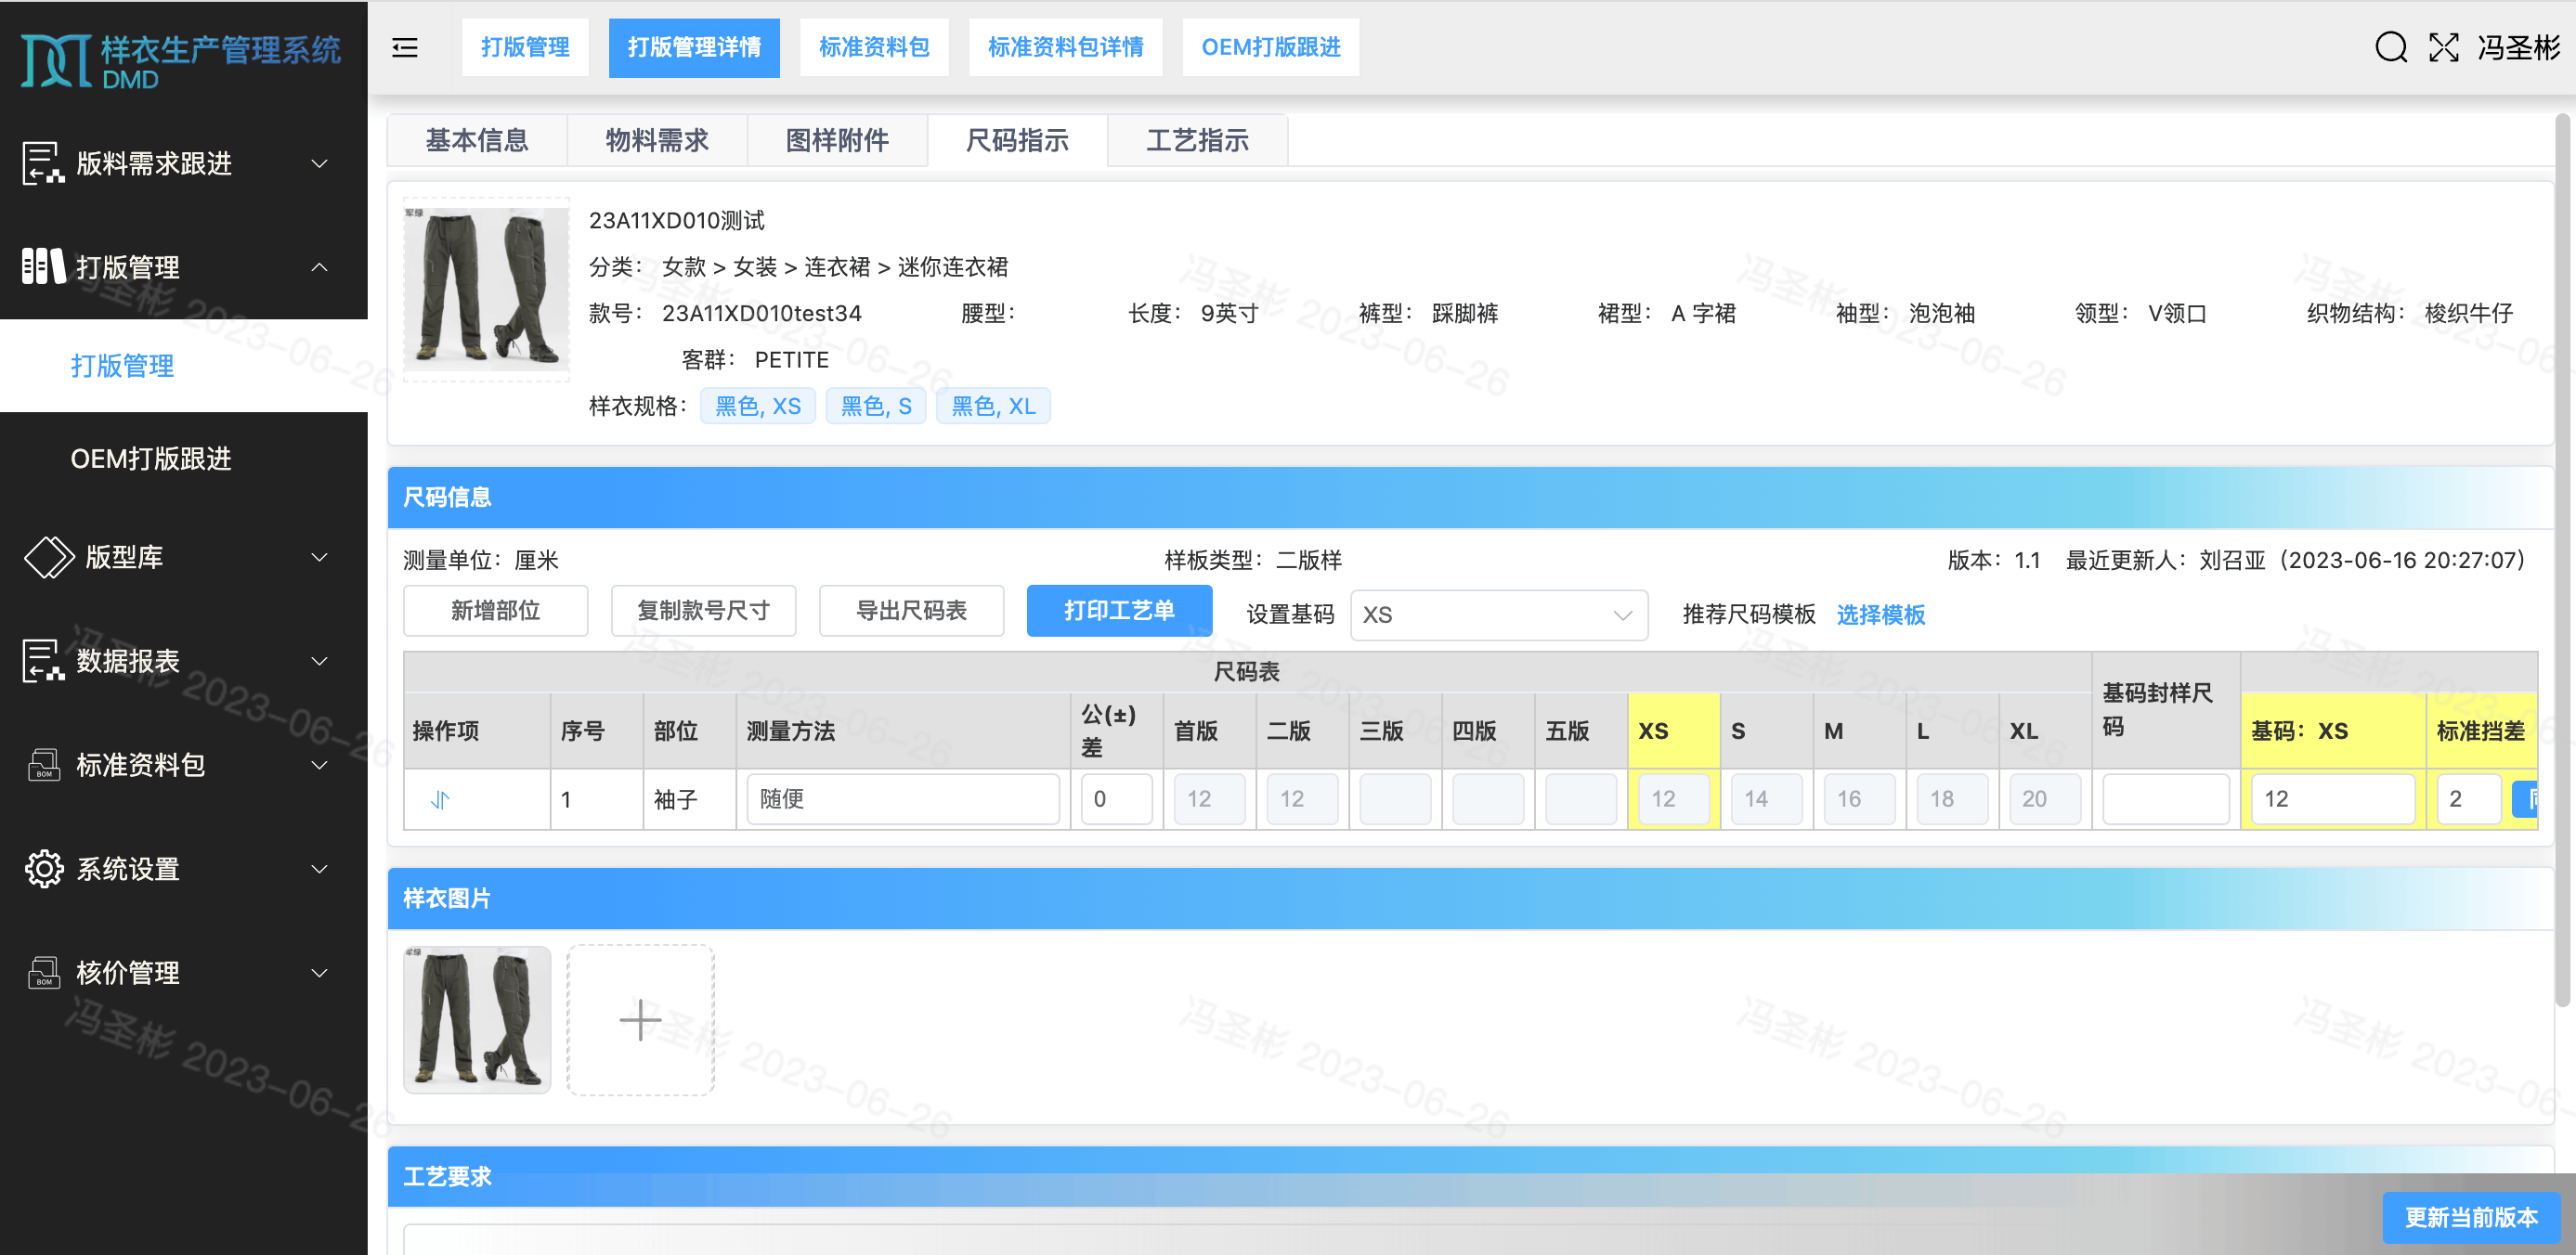 样衣生产管理系统
DMD
版料需求跟进
打版管理
打版管理
OEM打版跟进
版型库
数据报表
标准资料包
系统设置
核价管理
打版管理 打版管理详情 标准资料包 标准资料包详情 OEM打版跟进 冯圣彬
基本信息 物料需求 图样附件 尺码指示 工艺指示
军绿
23A11XD010测试
分类： 女款 > 女装 > 连衣裙 > 迷你连衣裙
款号： 23A11XD010test34 腰型： 长度： 9英寸 裤型： 踩脚裤 裙型： A 字裙 袖型： 泡泡袖 领型： V领口 织物结构： 梭织牛仔
客群： PETITE
样衣规格： 黑色, XS 黑色, S 黑色, XL
尺码信息
测量单位：厘米 样板类型：二版样 版本：1.1 最近更新人：刘召亚（2023-06-16 20:27:07）
新增部位 复制款号尺寸 导出尺码表 打印工艺单 设置基码 XS 推荐尺码模板 选择模板
尺码表
操作项 序号 部位 测量方法 公(±)差 首版 二版 三版 四版 五版 XS S M L XL 基码封样尺码 基码：XS 标准挡差
1 袖子 随便 0 12 12 12 14 16 18 20 12 2
样衣图片
军绿
BOM
BOM
工艺要求
更新当前版本
冯圣彬 2023-06-26